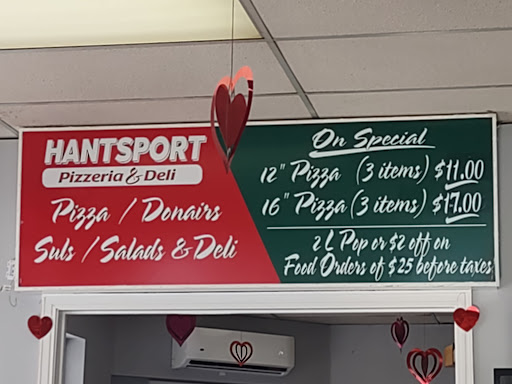 HANTSPORT
Pizzeria & Deli
Pizza / Donairs
Subs / Salads & Deli
On Special
12" Pizza (3 items) $11.00
16" Pizza (3 items) $17.00
2 L Pop or $2 off on
Food Orders of $25 before taxes